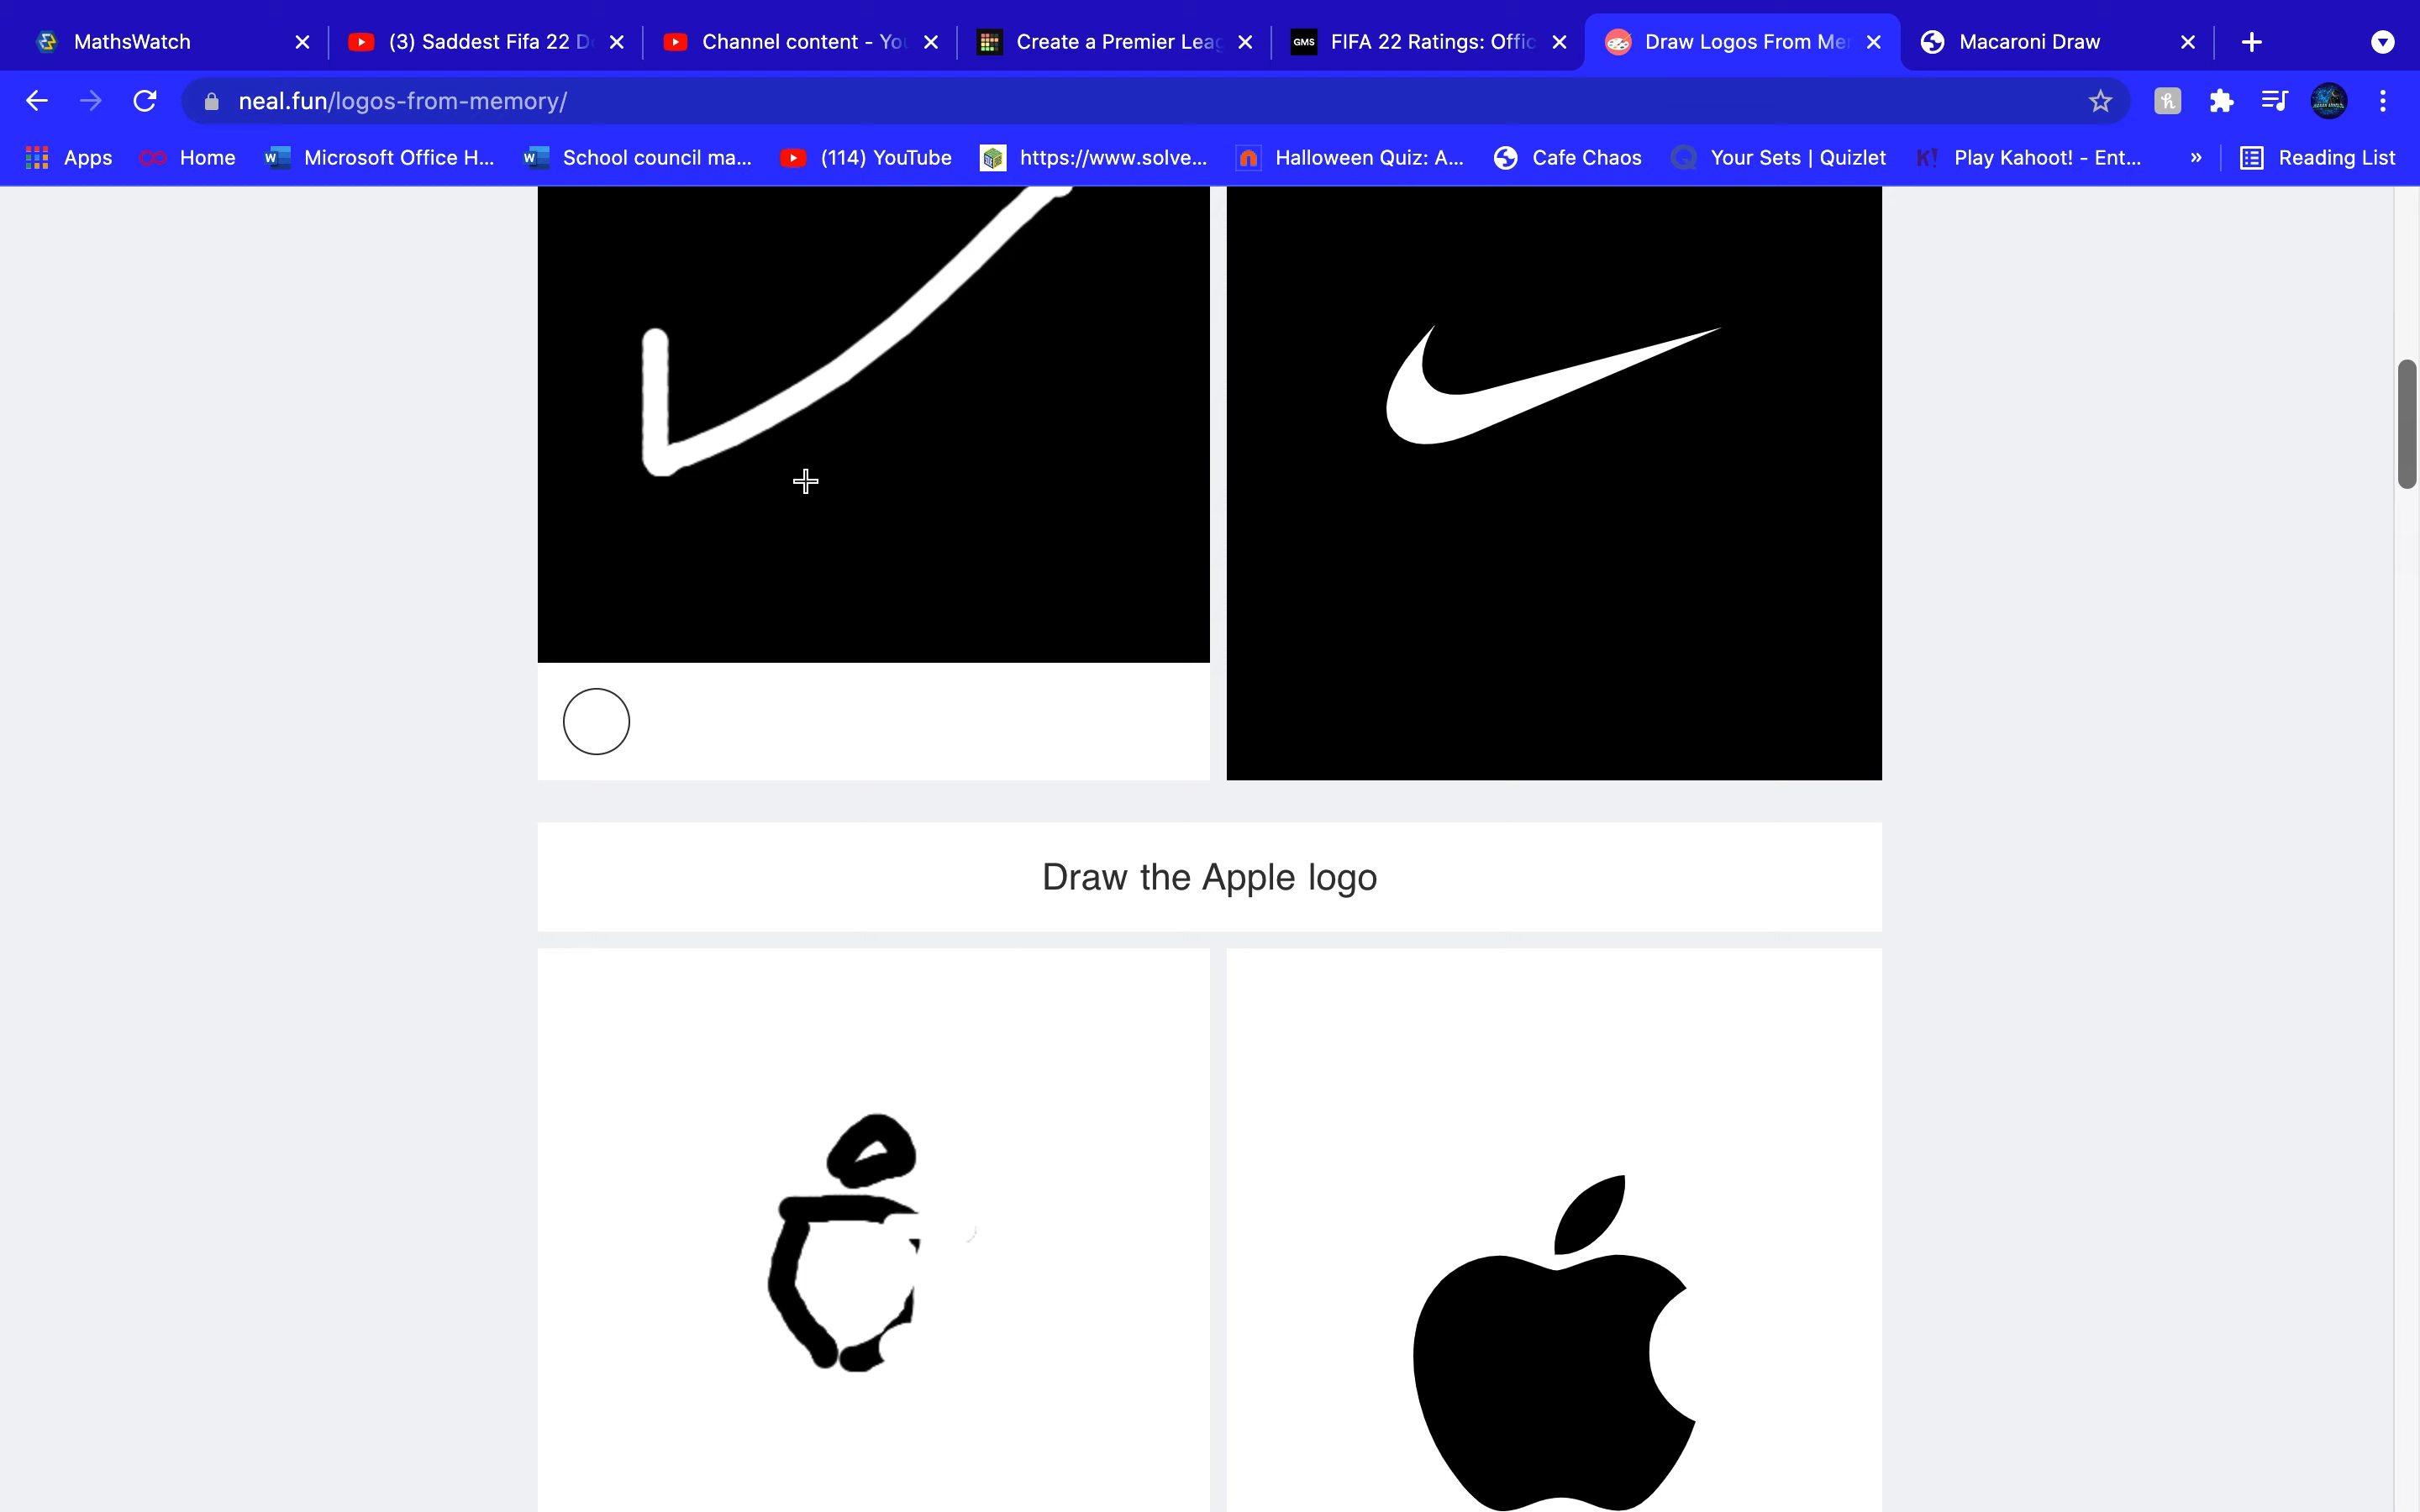 MathsWatch
(3) Saddest Fifa 22 D
Channel content - You
Create a Premier Leag
GMS
FIFA 22 Ratings: Offic
Draw Logos From Me
Macaroni Draw
neal.fun/logos-from-memory/
Apps
Home
Microsoft Office H...
School council ma...
(114) YouTube
https://www.solve...
Halloween Quiz: A...
Cafe Chaos
Your Sets | Quizlet
K! Play Kahoot! - Ent...
»
Reading List
Draw the Apple logo